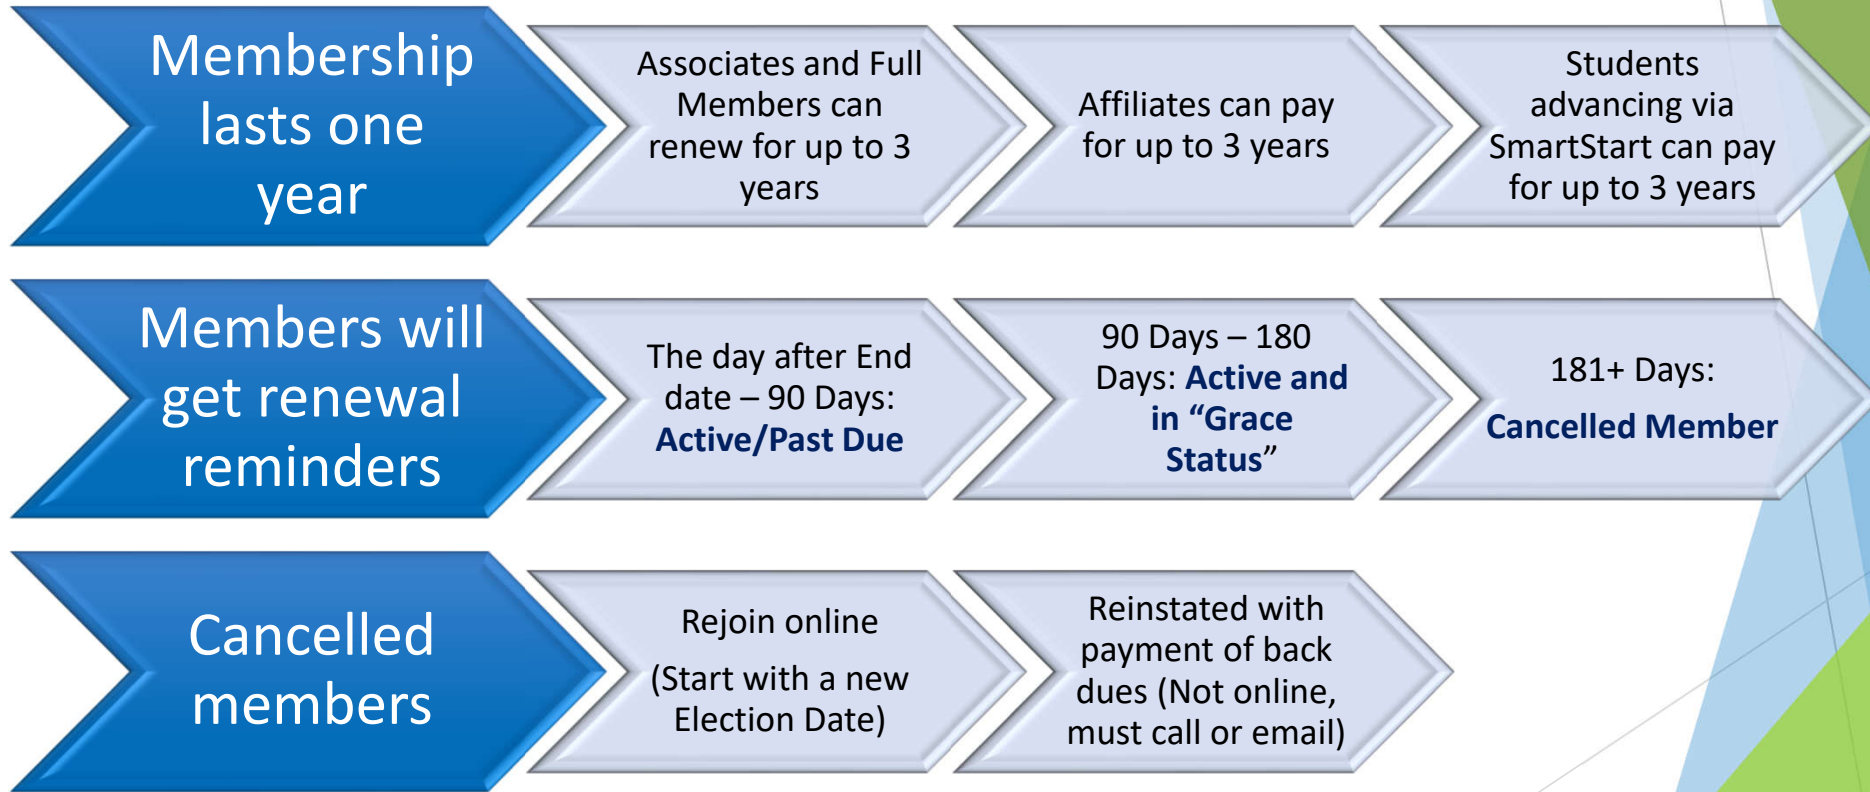 Membership
lasts one
year
Associates and Full
Members can
renew for up to 3
years
Affiliates can pay
for up to 3 years
Students
advancing via
SmartStart can pay
for up to 3 years
Members will
get renewal
reminders
The day after End
date – 90 Days:
Active/Past Due
90 Days – 180
Days: Active and
in “Grace
Status”
181+ Days:
Cancelled Member
Cancelled
members
Rejoin online
(Start with a new
Election Date)
Reinstated with
payment of back
dues (Not online,
must call or email)